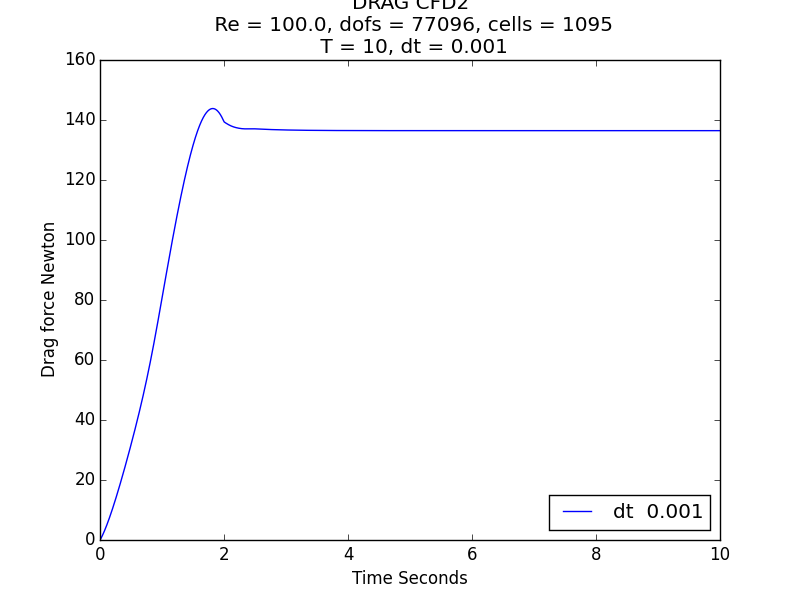 DRAG CFD2
Re = 100.0, dofs = 77096, cells = 1095
T = 10, dt = 0.001
160
140
120
100
80
60
40
20
0
Drag force Newton
dt 0.001
0 2 4 6 8 10
Time Seconds